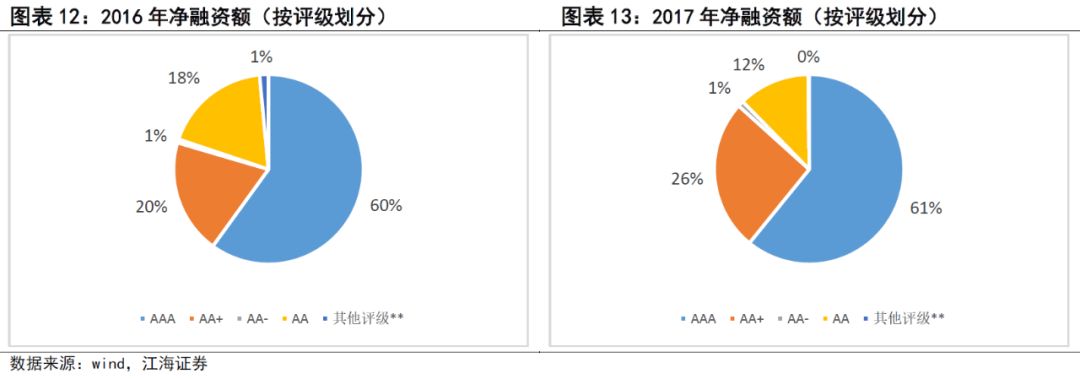 图表 12：2016 年净融资额（按评级划分）
1%
18%
1%
20%
60%
AAA AA+ AA- AA 其他评级**
图表 13：2017 年净融资额（按评级划分）
0%
12%
1%
26%
61%
AAA AA+ AA- AA 其他评级**
数据来源：wind，江海证券